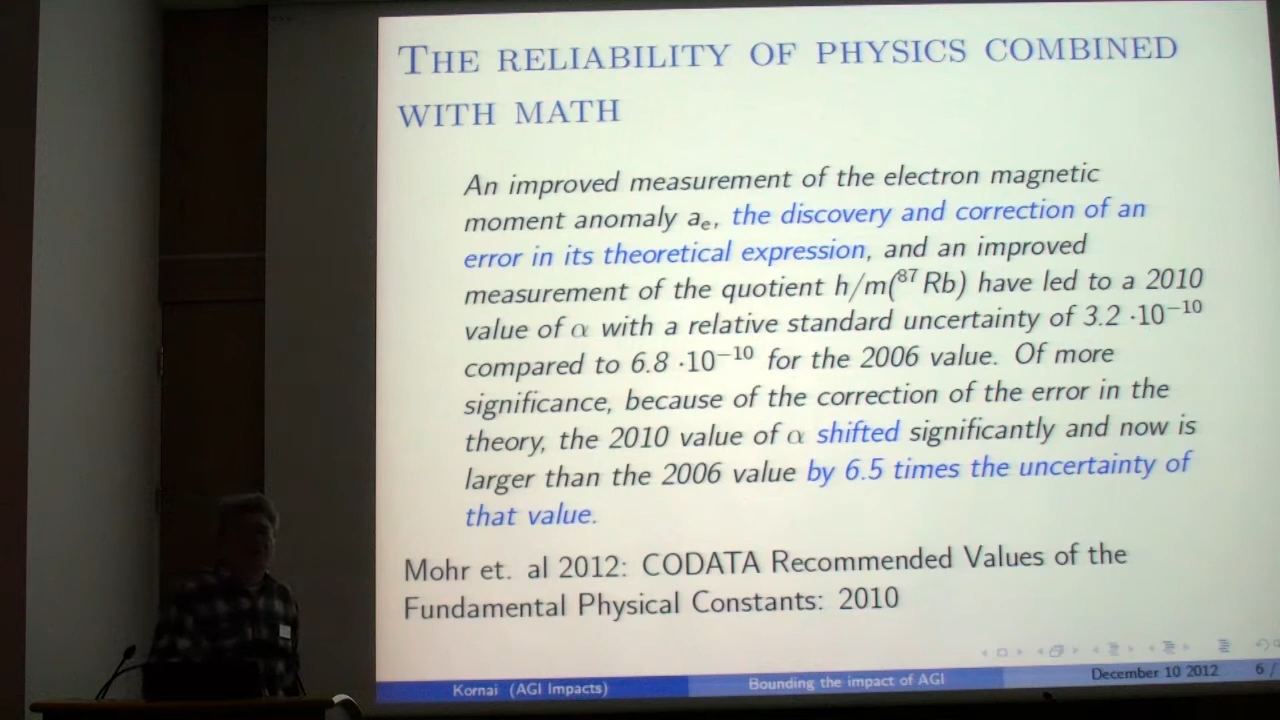 THE RELIABILITY OF PHYSICS COMBINED
WITH MATH
An improved measurement of the electron magnetic
moment anomaly aₑ, the discovery and correction of an
error in its theoretical expression, and an improved
measurement of the quotient h/m(⁸⁷Rb) have led to a 2010
value of α with a relative standard uncertainty of 3.2 ·10⁻¹⁰
compared to 6.8 ·10⁻¹⁰ for the 2006 value. Of more
significance, because of the correction of the error in the
theory, the 2010 value of α shifted significantly and now is
larger than the 2006 value by 6.5 times the uncertainty of
that value.
Mohr et. al 2012: CODATA Recommended Values of the
Fundamental Physical Constants: 2010
Kornai (AGI Impacts) Bounding the impact of AGI December 10 2012 6 /